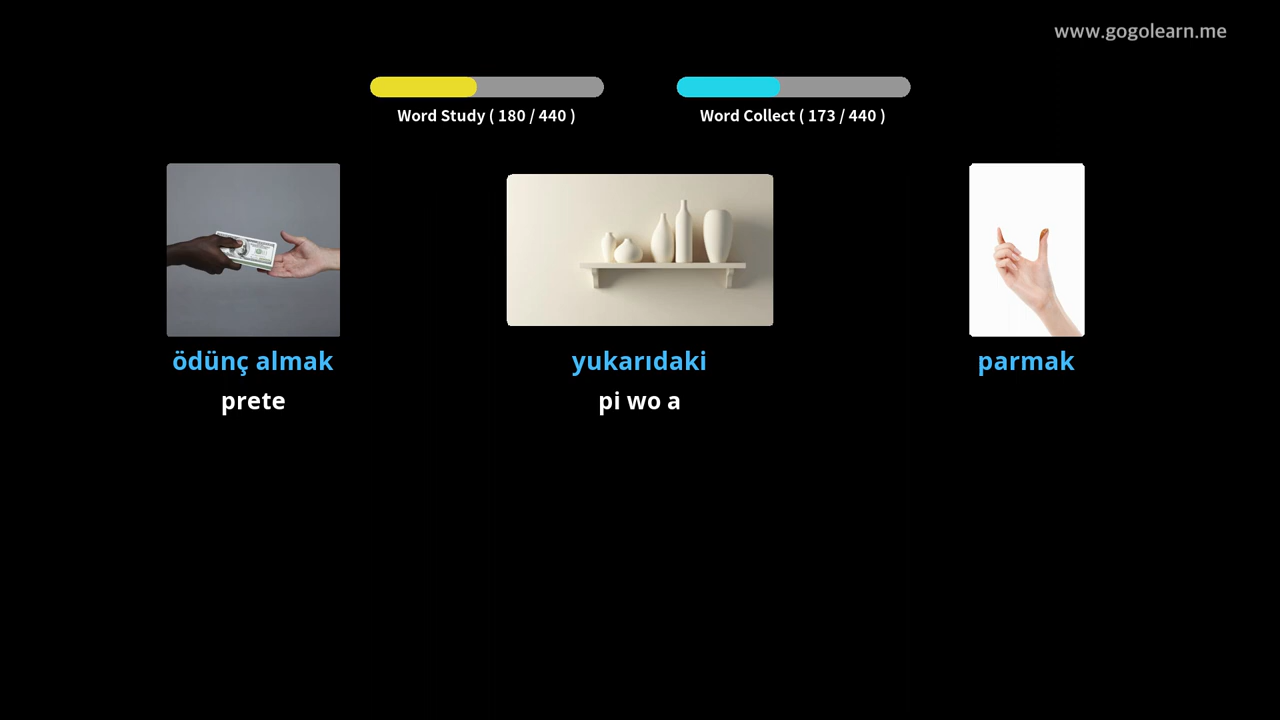 www.gogolearn.me
Word Study ( 180 / 440 )
Word Collect ( 173 / 440 )
ödünç almak
prete
yukarıdaki
pi wo a
parmak